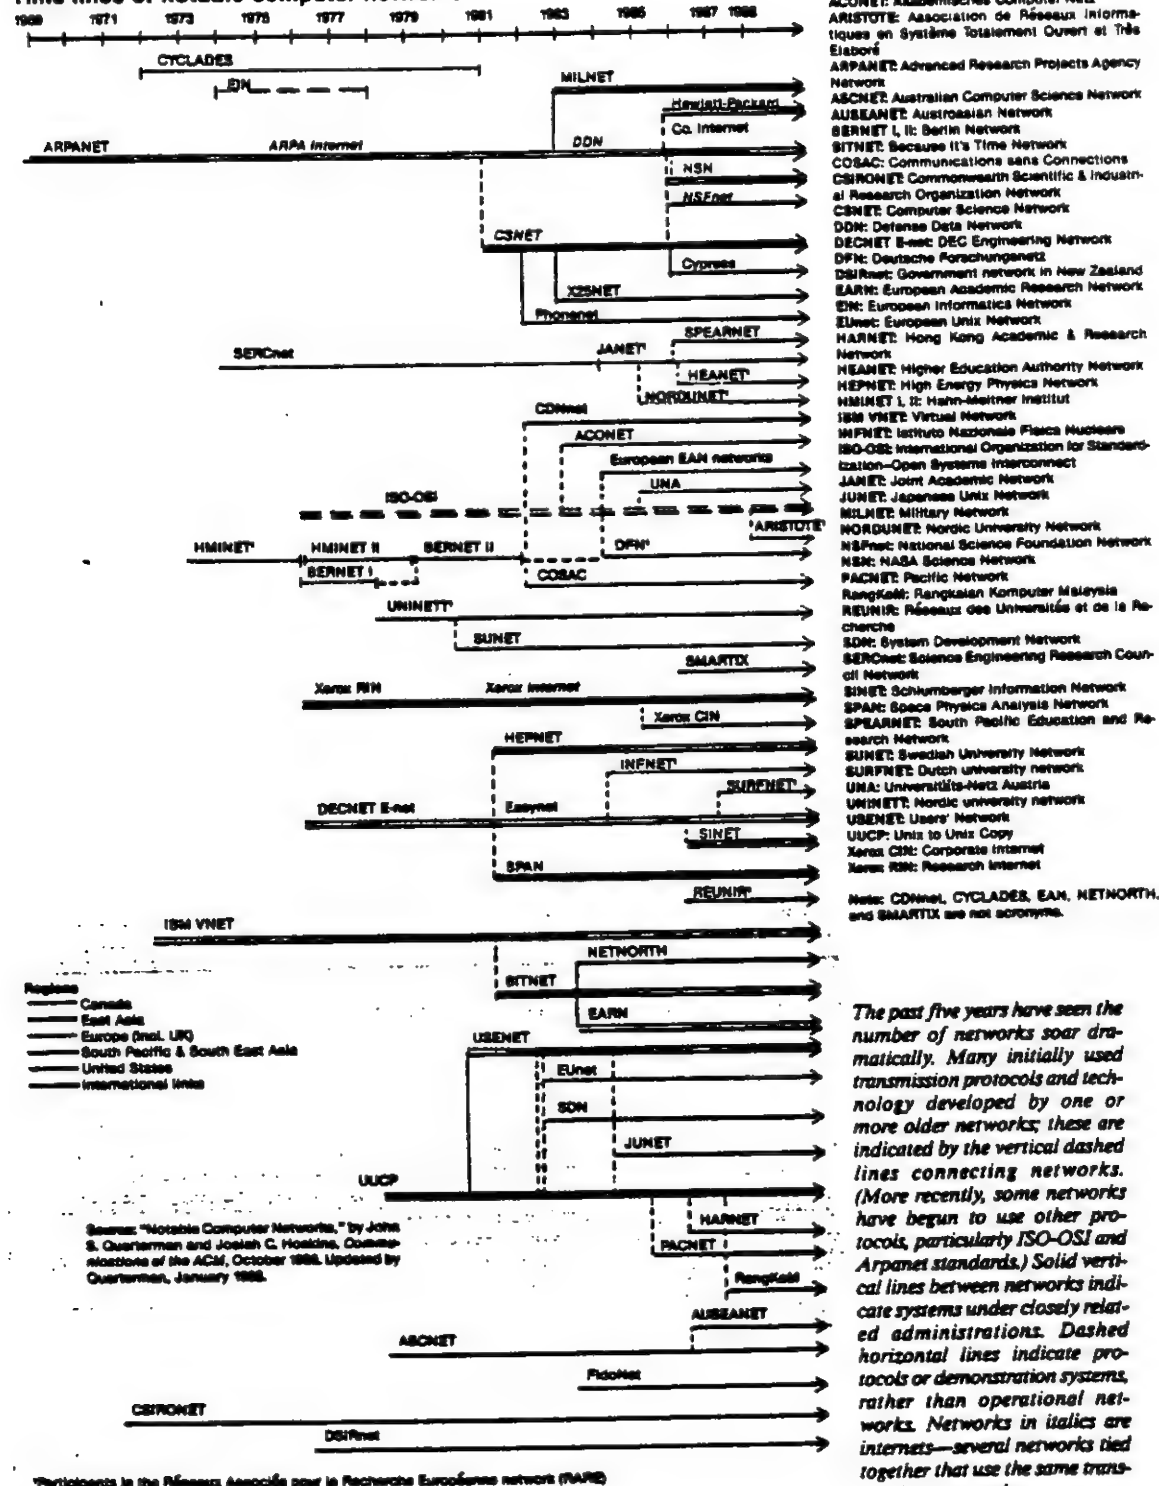 1969 1971 1973 1975 1977 1979 1981 1983 1985 1987 1988
CYCLADES
EIN
MILNET
Hewlett-Packard
Co. Internet
ARPANET
ARPA Internet
DDN
NSN
NSFnet
CSNET
Cypress
X25NET
Phonenet
SPEARNET
SERCnet
JANET*
HEANET*
NORDUNET*
CDNnet
ACONET
European EAN networks
UNA
ISO-OSI
ARISTOTE*
HMINET*
HMINET II
BERNET II
DFN*
BERNET I
COSAC
UNINETT*
SUNET
SMARTIX
Xerox RIN
Xerox Internet
Xerox CIN
HEPNET
INFNET*
SURFNET*
DECNET E-net
Easynet
SINET
SPAN
REUNIR*
IBM VNET
NETNORTH
BITNET
EARN
Regions
Canada
East Asia
Europe (incl. UK)
South Pacific & South East Asia
United States
International links
USENET
EUnet
SDN
JUNET
UUCP
HARNET
PACNET
RangKoM
Source: "Notable Computer Networks," by John
S. Quarterman and Josiah C. Hoskins, Commu-
nications of the ACM, October 1986. Updated by
Quarterman, January 1988.
AUSEANET
ASCNET
FidoNet
CSIRONET
DSIRnet
*Participants in the Réseaux Associés pour la Recherche Européenne network (RARE)
ARISTOTE: Association de Réseaux Informa-
tiques en Système Totalement Ouvert et Très
Elaboré
ARPANET: Advanced Research Projects Agency
Network
ASCNET: Australian Computer Science Network
AUSEANET: Austroasian Network
BERNET I, II: Berlin Network
BITNET: Because It's Time Network
COSAC: Communications sans Connections
CSIRONET: Commonwealth Scientific & Industri-
al Research Organization Network
CSNET: Computer Science Network
DDN: Defense Data Network
DECNET E-net: DEC Engineering Network
DFN: Deutsche Forschungsnetz
DSIRnet: Government network in New Zealand
EARN: European Academic Research Network
EIN: European Informatics Network
EUnet: European Unix Network
HARNET: Hong Kong Academic & Research
Network
HEANET: Higher Education Authority Network
HEPNET: High Energy Physics Network
HMINET I, II: Hahn-Meitner Institut
IBM VNET: Virtual Network
INFNET: Istituto Nazionale Fisica Nucleare
ISO-OSI: International Organization for Standard-
ization–Open Systems Interconnect
JANET: Joint Academic Network
JUNET: Japanese Unix Network
MILNET: Military Network
NORDUNET: Nordic University Network
NSFnet: National Science Foundation Network
NSN: NASA Science Network
PACNET: Pacific Network
RangKoM: Rangkaian Komputer Malaysia
REUNIR: Réseaux des Universités et de la Re-
cherche
SDN: System Development Network
SERCnet: Science Engineering Research Coun-
cil Network
SINET: Schlumberger Information Network
SPAN: Space Physics Analysis Network
SPEARNET: South Pacific Education and Re-
search Network
SUNET: Swedish University Network
SURFNET: Dutch university network
UNA: Universitäts-Netz Austria
UNINETT: Nordic university network
USENET: Users' Network
UUCP: Unix to Unix Copy
Xerox CIN: Corporate Internet
Xerox RIN: Research Internet
Note: CDNnet, CYCLADES, EAN, NETNORTH,
and SMARTIX are not acronyms.
The past five years have seen the
number of networks soar dra-
matically. Many initially used
transmission protocols and tech-
nology developed by one or
more older networks; these are
indicated by the vertical dashed
lines connecting networks.
(More recently, some networks
have begun to use other pro-
tocols, particularly ISO-OSI and
Arpanet standards.) Solid verti-
cal lines between networks indi-
cate systems under closely relat-
ed administrations. Dashed
horizontal lines indicate pro-
tocols or demonstration systems,
rather than operational net-
works. Networks in italics are
internets—several networks tied
together that use the same trans-